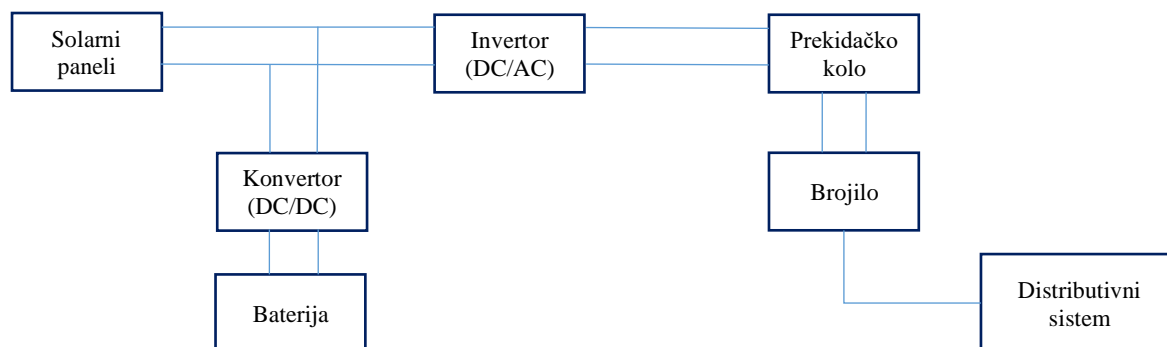 Solarni
paneli
Invertor
(DC/AC)
Prekidačko
kolo
Konvertor
(DC/DC)
Brojilo
Baterija
Distributivni
sistem